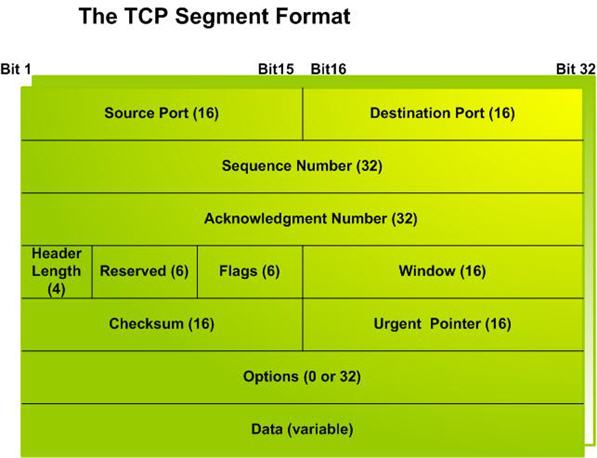 The TCP Segment Format
Bit 1 Bit15 Bit16 Bit 32
Source Port (16) Destination Port (16)
Sequence Number (32)
Acknowledgment Number (32)
Header
Length
(4)
Reserved (6) Flags (6) Window (16)
Checksum (16) Urgent Pointer (16)
Options (0 or 32)
Data (variable)